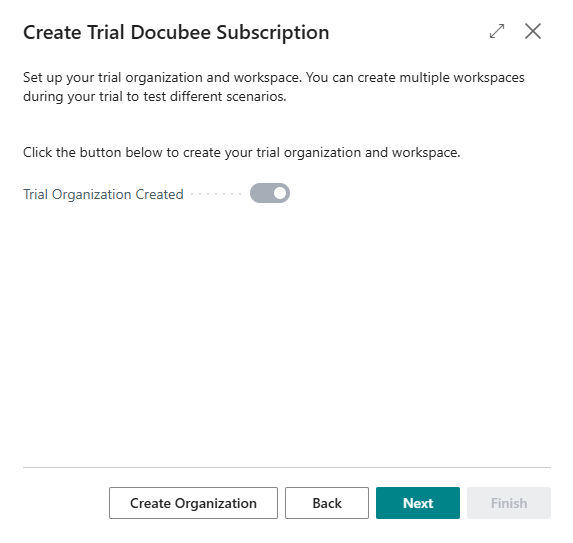 Create Trial Docubee Subscription
Set up your trial organization and workspace. You can create multiple workspaces
during your trial to test different scenarios.
Click the button below to create your trial organization and workspace.
Trial Organization Created
Create Organization
Back
Next
Finish